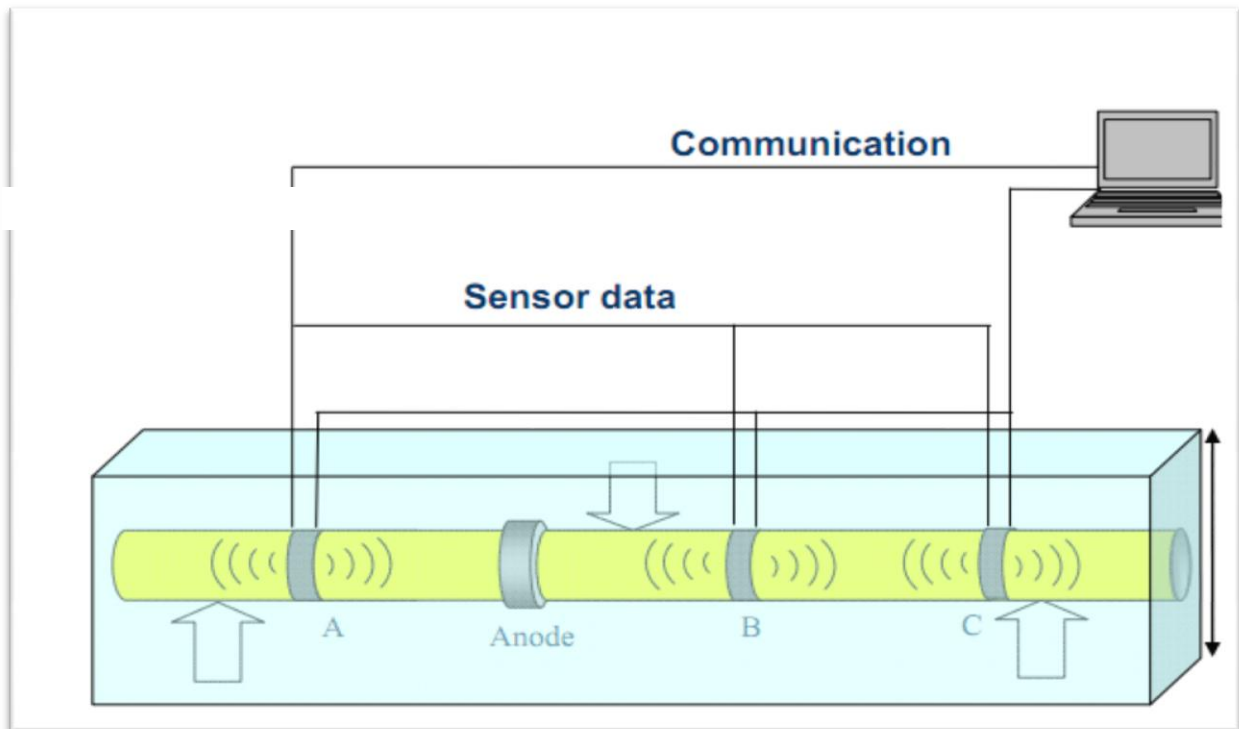 Communication
Sensor data
A
Anode
B
C